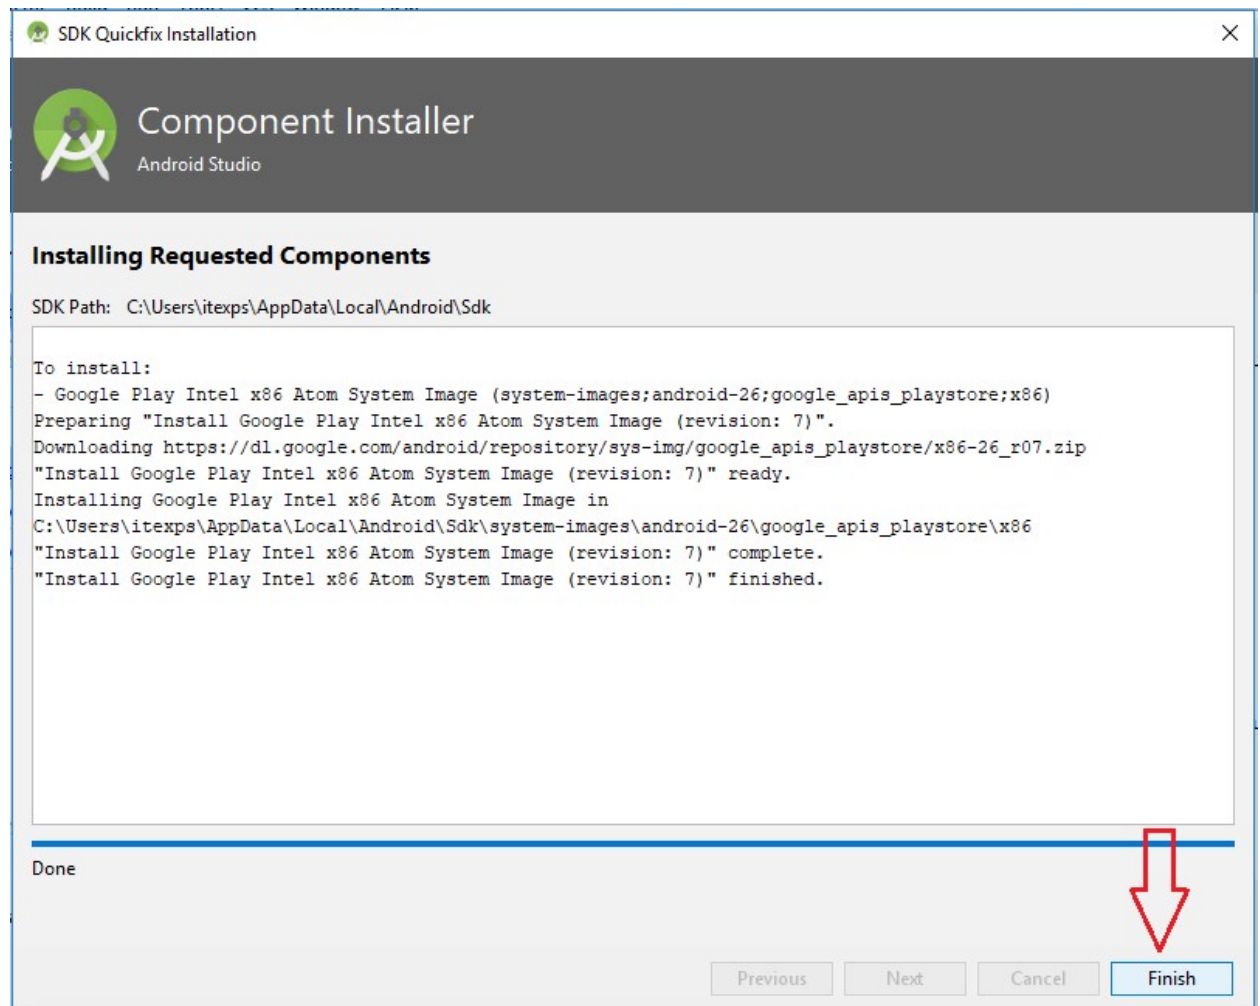 SDK Quickfix Installation
Component Installer
Android Studio
Installing Requested Components
SDK Path: C:\Users\itexps\AppData\Local\Android\Sdk
To install:
- Google Play Intel x86 Atom System Image (system-images;android-26;google_apis_playstore;x86)
Preparing "Install Google Play Intel x86 Atom System Image (revision: 7)".
Downloading https://dl.google.com/android/repository/sys-img/google_apis_playstore/x86-26_r07.zip
"Install Google Play Intel x86 Atom System Image (revision: 7)" ready.
Installing Google Play Intel x86 Atom System Image in
C:\Users\itexps\AppData\Local\Android\Sdk\system-images\android-26\google_apis_playstore\x86
"Install Google Play Intel x86 Atom System Image (revision: 7)" complete.
"Install Google Play Intel x86 Atom System Image (revision: 7)" finished.
Done
Previous Next Cancel Finish